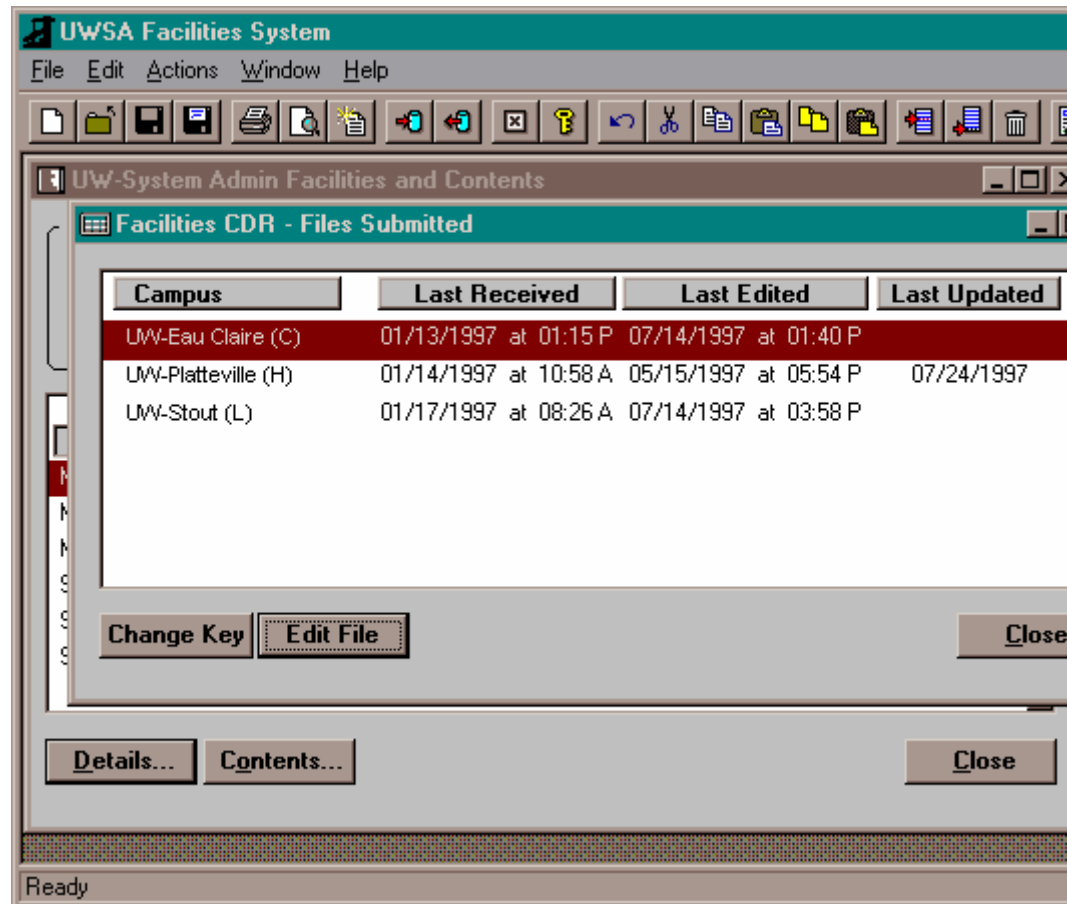 UWSA Facilities System
File Edit Actions Window Help
UW-System Admin Facilities and Contents
Facilities CDR - Files Submitted
Campus Last Received Last Edited Last Updated
UW-Eau Claire (C) 01/13/1997 at 01:15 P 07/14/1997 at 01:40 P
UW-Platteville (H) 01/14/1997 at 10:58 A 05/15/1997 at 05:54 P 07/24/1997
UW-Stout (L) 01/17/1997 at 08:26 A 07/14/1997 at 03:58 P
Change Key Edit File Close
Details... Contents... Close
Ready